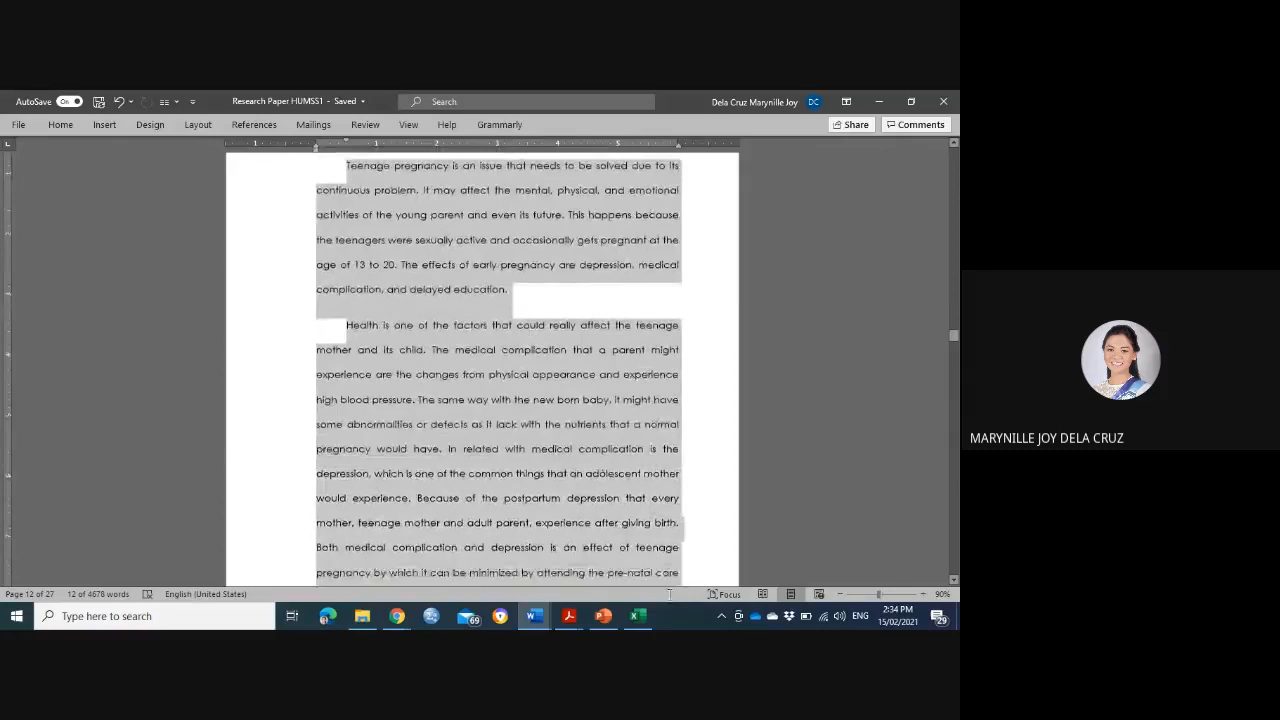 AutoSave On
Research Paper HUMSS1 - Saved
Search
Dela Cruz Marynille Joy DC
File Home Insert Design Layout References Mailings Review View Help Grammarly
Share Comments
1 1 2 3 4 5
Teenage pregnancy is an issue that needs to be solved due to its
continuous problem. It may affect the mental, physical, and emotional
activities of the young parent and even its future. This happens because
the teenagers were sexually active and occasionally gets pregnant at the
age of 13 to 20. The effects of early pregnancy are depression, medical
complication, and delayed education.
Health is one of the factors that could really affect the teenage
mother and its child. The medical complication that a parent might
experience are the changes from physical appearance and experience
high blood pressure. The same way with the new born baby, it might have
some abnormalities or defects as it lack with the nutrients that a normal
pregnancy would have. In related with medical complication is the
depression, which is one of the common things that an adolescent mother
would experience. Because of the postpartum depression that every
mother, teenage mother and adult parent, experience after giving birth.
Both medical complication and depression is an effect of teenage
pregnancy by which it can be minimized by attending the pre-natal care
MARYNILLE JOY DELA CRUZ
Page 12 of 27 12 of 4678 words English (United States) Focus 90%
Type here to search
69
ENG
2:34 PM
15/02/2021
29